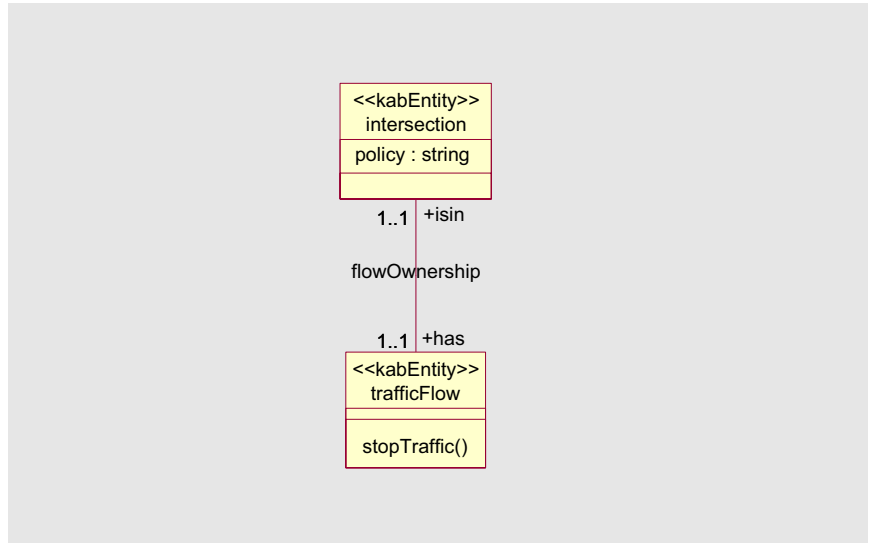 <<kabEntity>>
intersection
policy : string
1..1 +isin
flowOwnership
1..1 +has
<<kabEntity>>
trafficFlow
stopTraffic()